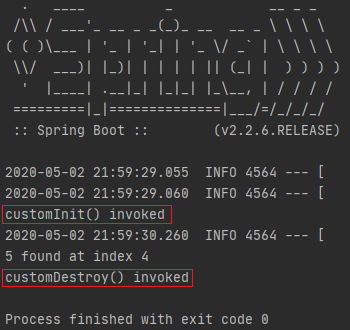 .   ____          _            __ _ _
 /\\ / ___'_ __ _ _(_)_ __  __ _ \ \ \ \
( ( )\___ | '_ | '_| | '_ \/ _` | \ \ \ \
 \\/  ___)| |_)| | | | | || (_| |  ) ) ) )
  '  |____| .__|_| |_|_| |_\__, | / / / /
 =========|_|==============|___/=/_/_/_/
 :: Spring Boot ::        (v2.2.6.RELEASE)
2020-05-02 21:59:29.055  INFO 4564 --- [
2020-05-02 21:59:29.060  INFO 4564 --- [
customInit() invoked
2020-05-02 21:59:30.260  INFO 4564 --- [
5 found at index 4
customDestroy() invoked
Process finished with exit code 0